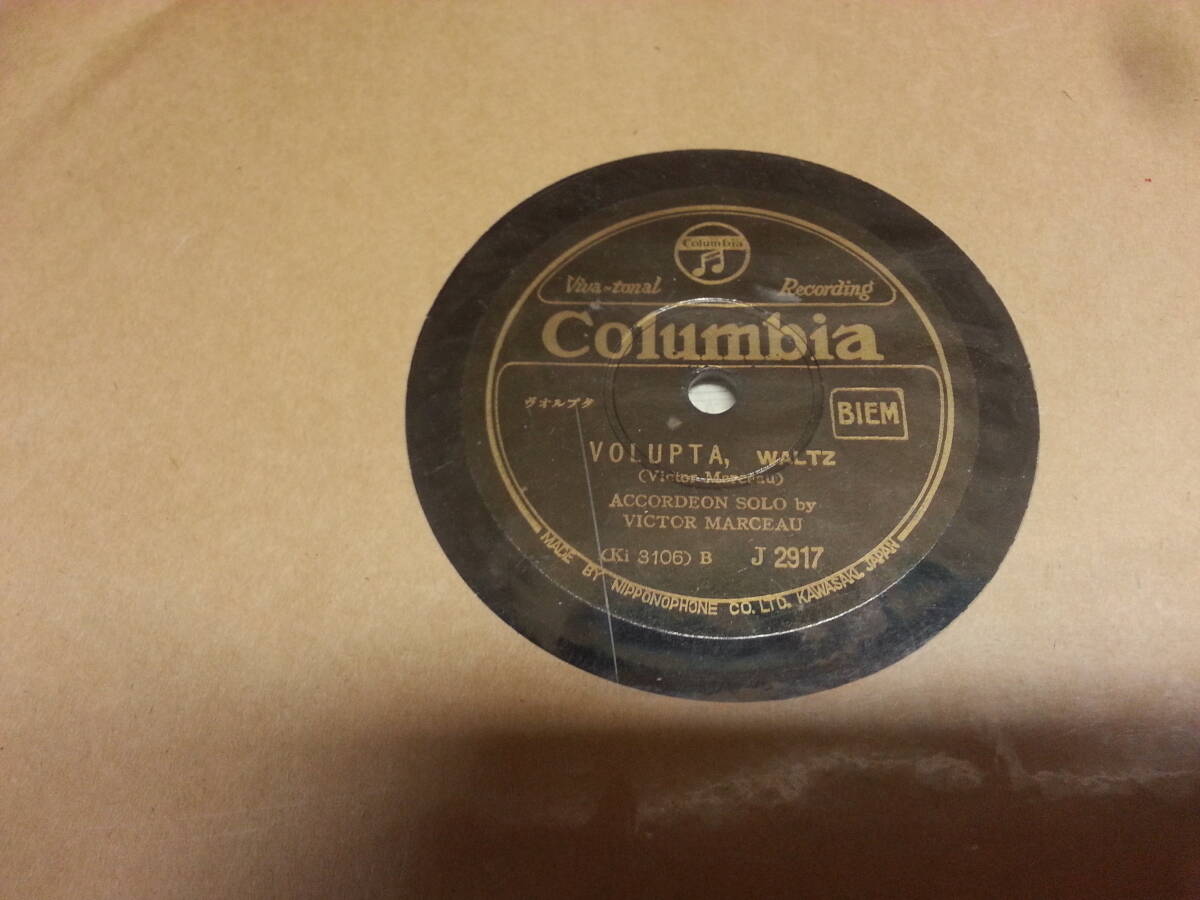 Columbia
Viva-tonal Recording
Columbia
ヴオルプタ
BIEM
VOLUPTA, WALTZ
(Victor Marceau)
ACCORDEON SOLO by
VICTOR MARCEAU
(Ki 3106) B J 2917
MADE BY NIPPONOPHONE CO. LTD. KAWASAKI, JAPAN